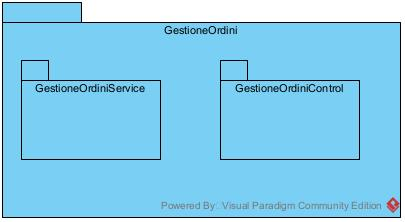 GestioneOrdini
GestioneOrdiniService
GestioneOrdiniControl
Powered By: Visual Paradigm Community Edition